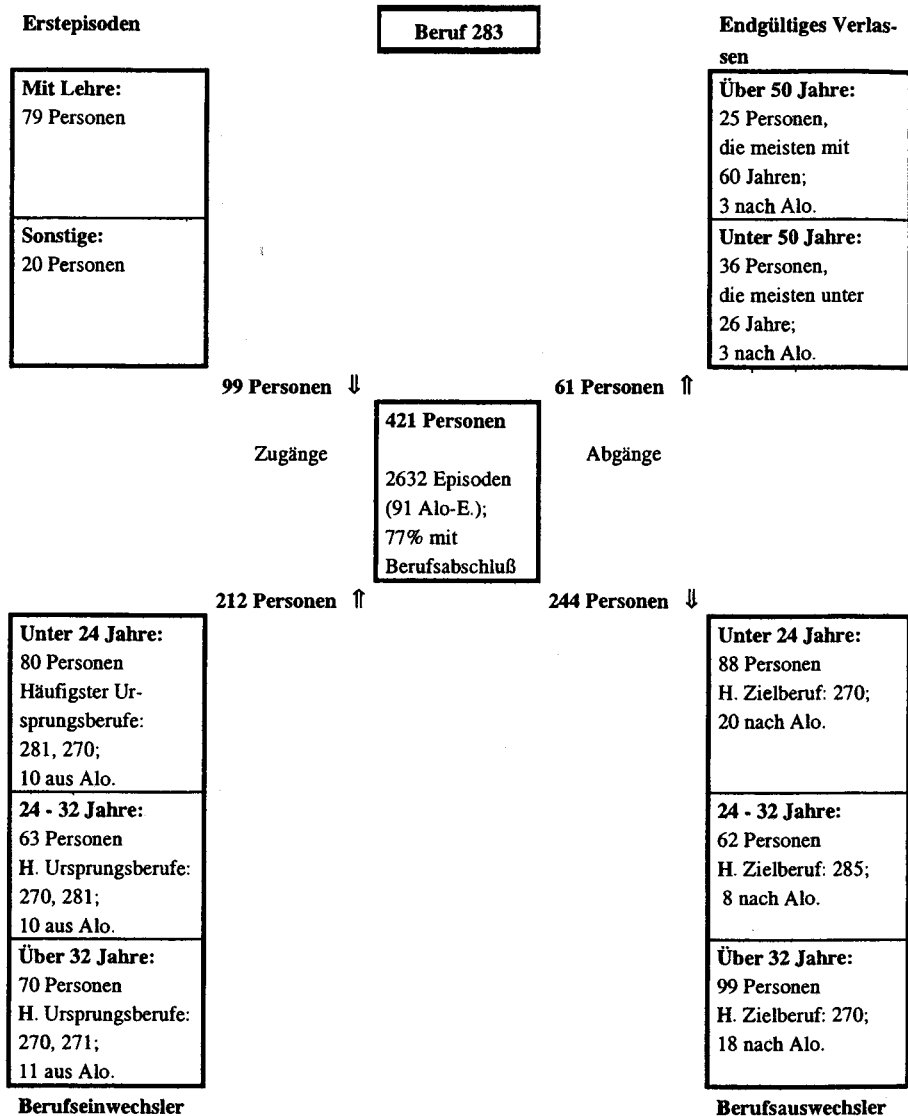 Erstepisoden
Beruf 283
Endgültiges Verlas-
sen
Mit Lehre:
79 Personen
Sonstige:
20 Personen
Über 50 Jahre:
25 Personen,
die meisten mit
60 Jahren;
3 nach Alo.
Unter 50 Jahre:
36 Personen,
die meisten unter
26 Jahre;
3 nach Alo.
99 Personen ⇓
61 Personen ⇑
Zugänge
421 Personen
2632 Episoden
(91 Alo-E.);
77% mit
Berufsabschluß
Abgänge
212 Personen ⇑
244 Personen ⇓
Unter 24 Jahre:
80 Personen
Häufigster Ur-
sprungsberufe:
281, 270;
10 aus Alo.
24 - 32 Jahre:
63 Personen
H. Ursprungsberufe:
270, 281;
10 aus Alo.
Über 32 Jahre:
70 Personen
H. Ursprungsberufe:
270, 271;
11 aus Alo.
Berufseinwechsler
Unter 24 Jahre:
88 Personen
H. Zielberuf: 270;
20 nach Alo.
24 - 32 Jahre:
62 Personen
H. Zielberuf: 285;
8 nach Alo.
Über 32 Jahre:
99 Personen
H. Zielberuf: 270;
18 nach Alo.
Berufsauswechsler